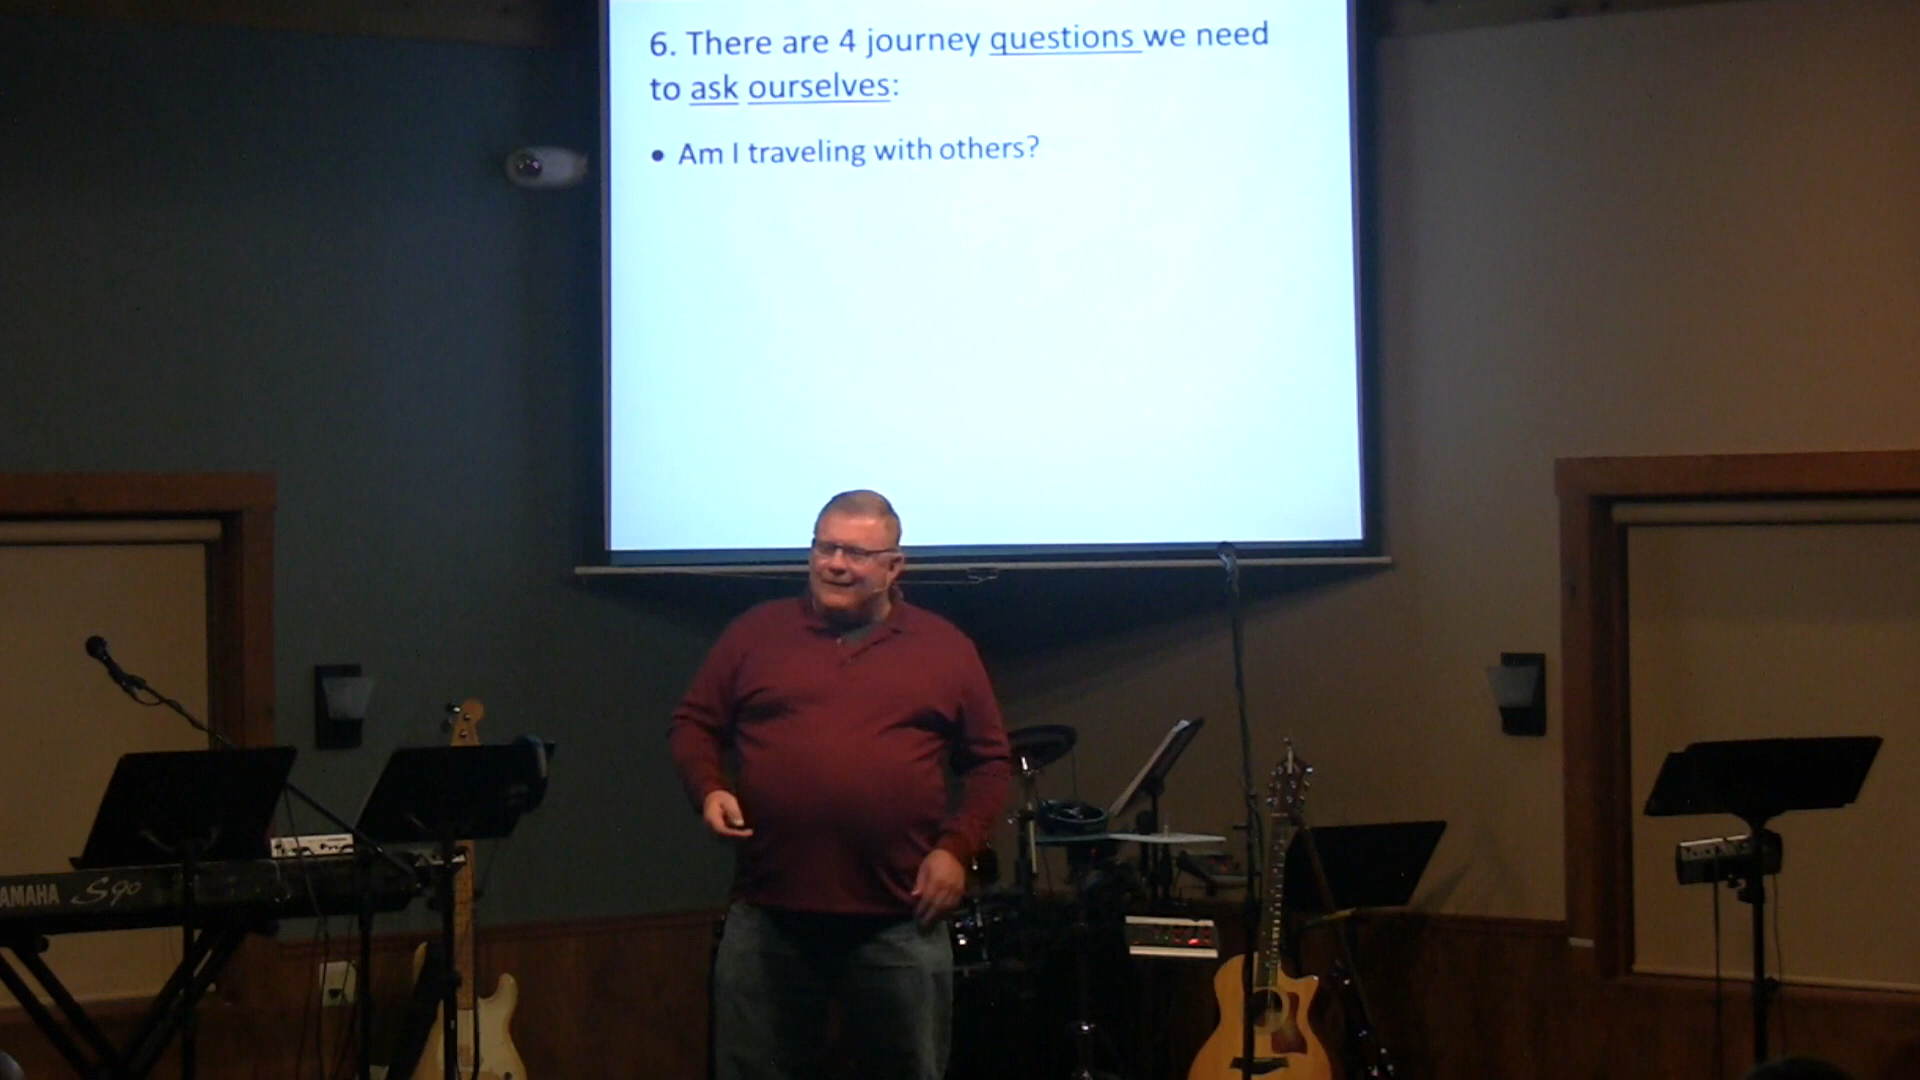 6. There are 4 journey questions we need
to ask ourselves:
• Am I traveling with others?
YAMAHA S90